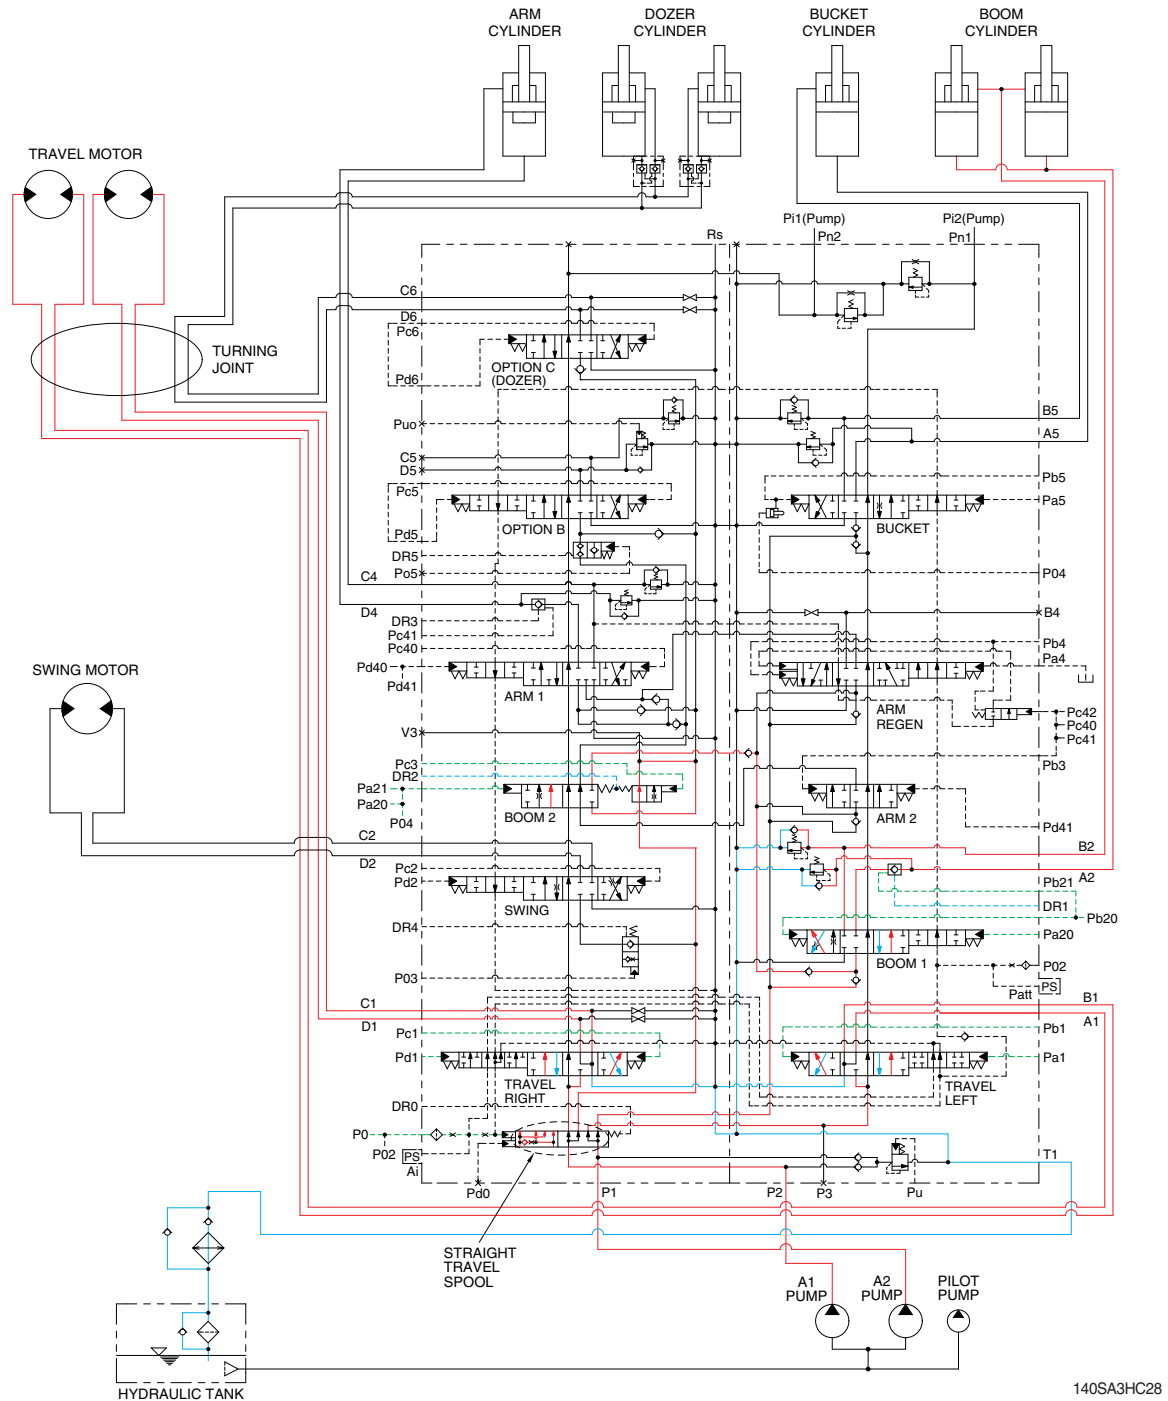 ARM
CYLINDER
DOZER
CYLINDER
BUCKET
CYLINDER
BOOM
CYLINDER
TRAVEL MOTOR
Pi1(Pump)
Pi2(Pump)
Rs
Pn2
Pn1
C6
D6
Pc6
TURNING
JOINT
OPTION C
(DOZER)
Pd6
B5
Puo
A5
C5
D5
Pb5
Pc5
Pa5
OPTION B
BUCKET
Pd5
DR5
C4
Po5
P04
D4
B4
DR3
Pc41
Pc40
Pb4
Pa4
SWING MOTOR
Pd40
Pd41
ARM 1
ARM
REGEN
Pc42
Pc40
Pc41
V3
Pc3
DR2
Pb3
Pa21
Pa20
P04
BOOM 2
ARM 2
Pd41
C2
B2
D2
Pc2
Pd2
A2
Pb21
SWING
DR1
Pb20
DR4
Pa20
BOOM 1
P03
P02
PS
Patt
C1
B1
D1
A1
Pc1
Pb1
Pd1
Pa1
TRAVEL
RIGHT
TRAVEL
LEFT
DR0
P0
P02
PS
Ai
T1
Pd0
P1
P2
P3
Pu
STRAIGHT
TRAVEL
SPOOL
A1
PUMP
A2
PUMP
PILOT
PUMP
HYDRAULIC TANK
140SA3HC28